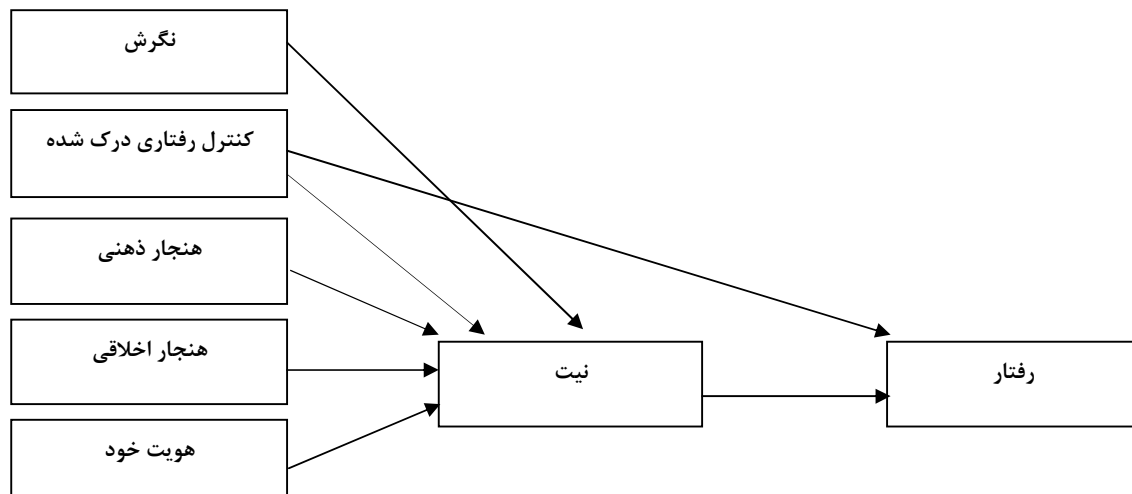 نگرش
کنترل رفتاری درک شده
هنجار ذهنی
هنجار اخلاقی
نیت
رفتار
هویت خود